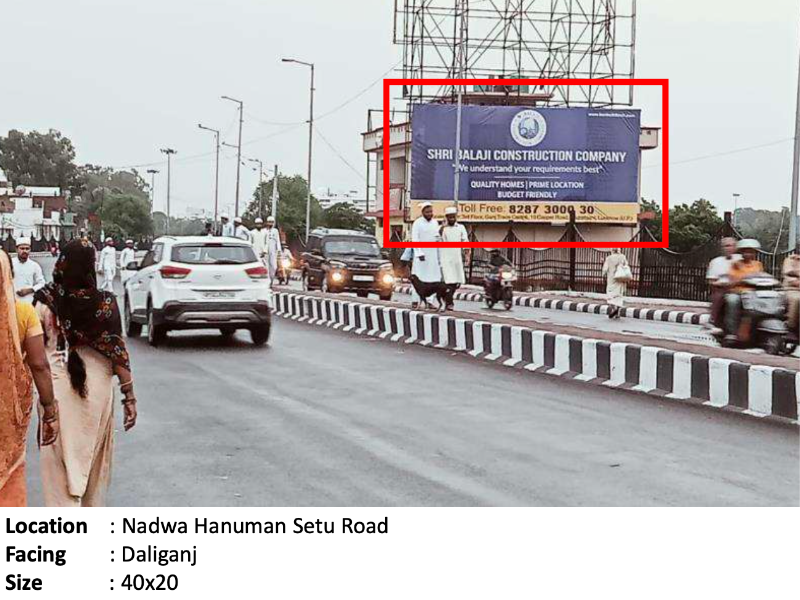 SHRI BALAJI CONSTRUCTION COMPANY
"We understand your requirements best"
QUALITY HOMES | PRIME LOCATION
BUDGET FRIENDLY
Toll Free 8287 3000 30
Location : Nadwa Hanuman Setu Road
Facing : Daliganj
Size : 40x20